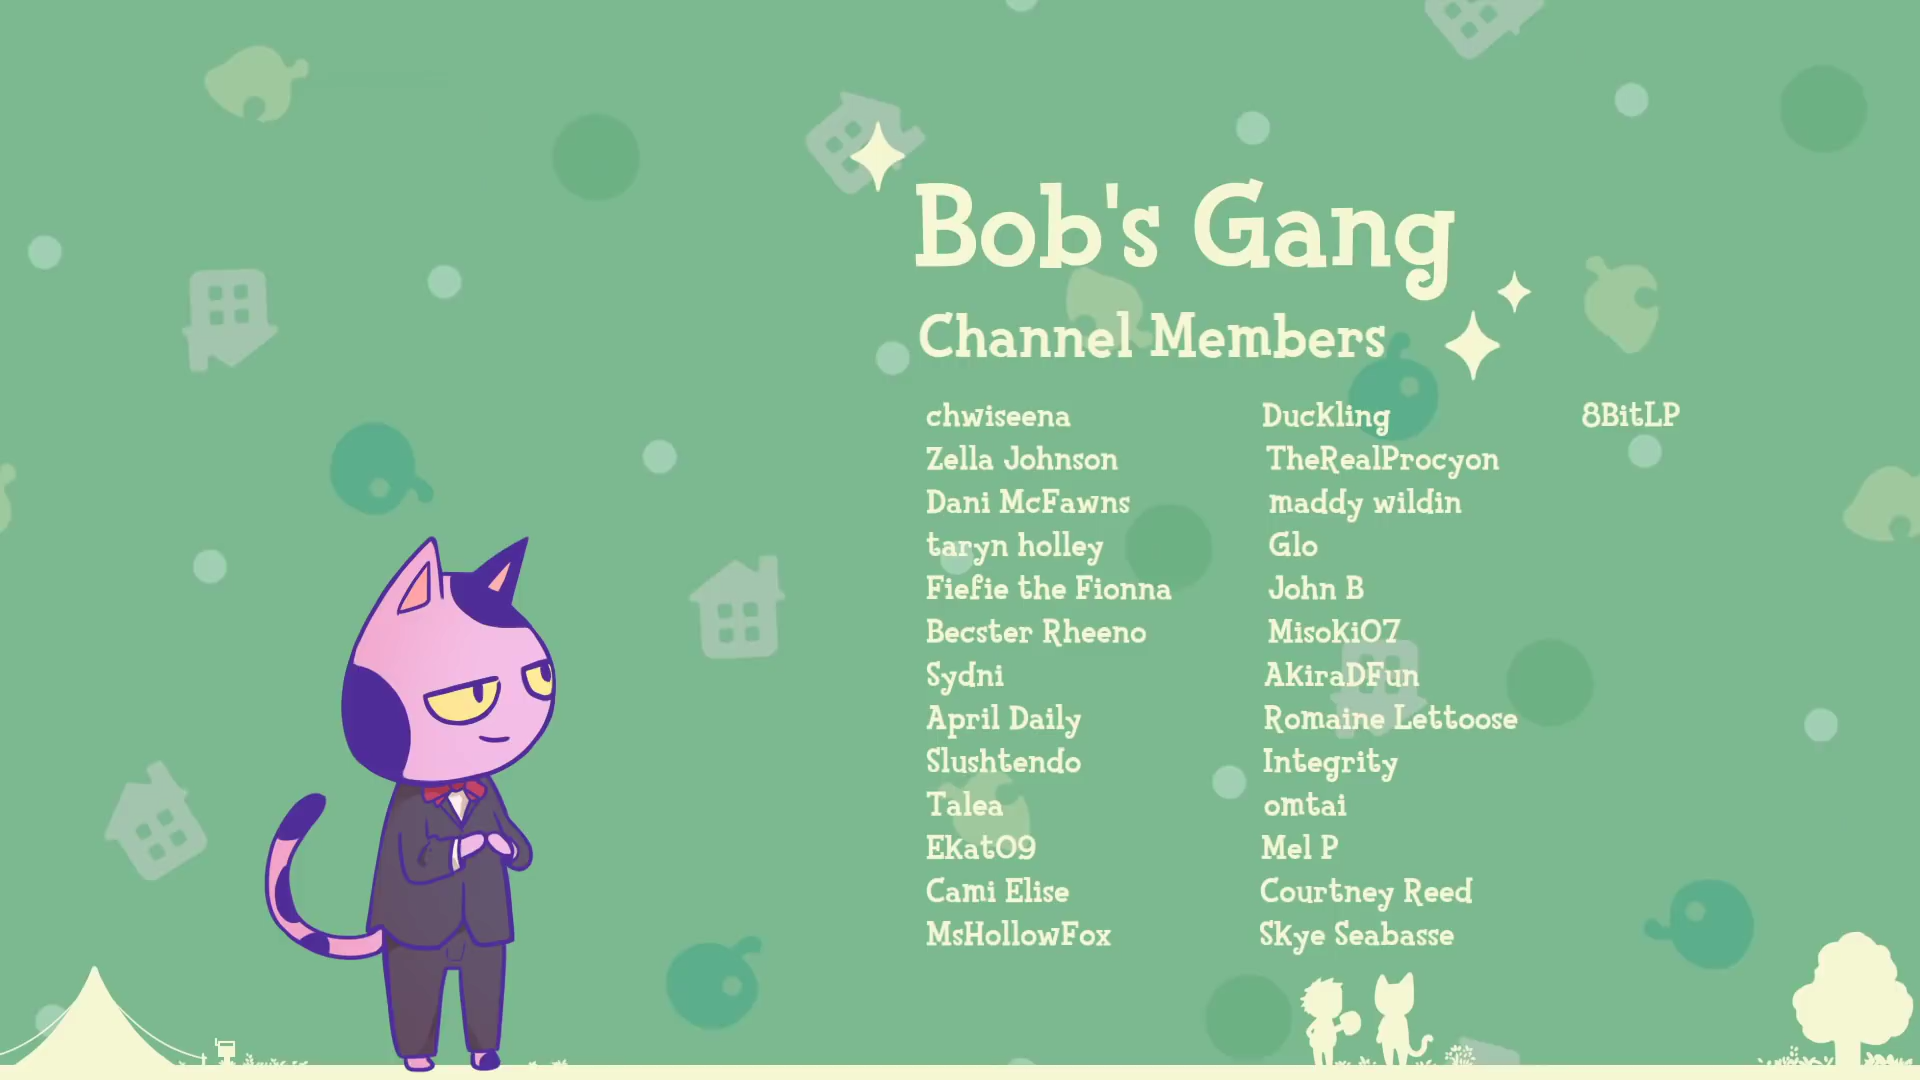 Bob's Gang
Channel Members
chwiseena
Zella Johnson
Dani McFawns
taryn holley
Fiefie the Fionna
Becster Rheeno
Sydni
April Daily
Slushtendo
Talea
Ekat09
Cami Elise
MsHollowFox
Duckling
TheRealProcyon
maddy wildin
Glo
John B
Misoki07
AkiraDFun
Romaine Lettoose
Integrity
omtai
Mel P
Courtney Reed
Skye Seabasse
8BitLP